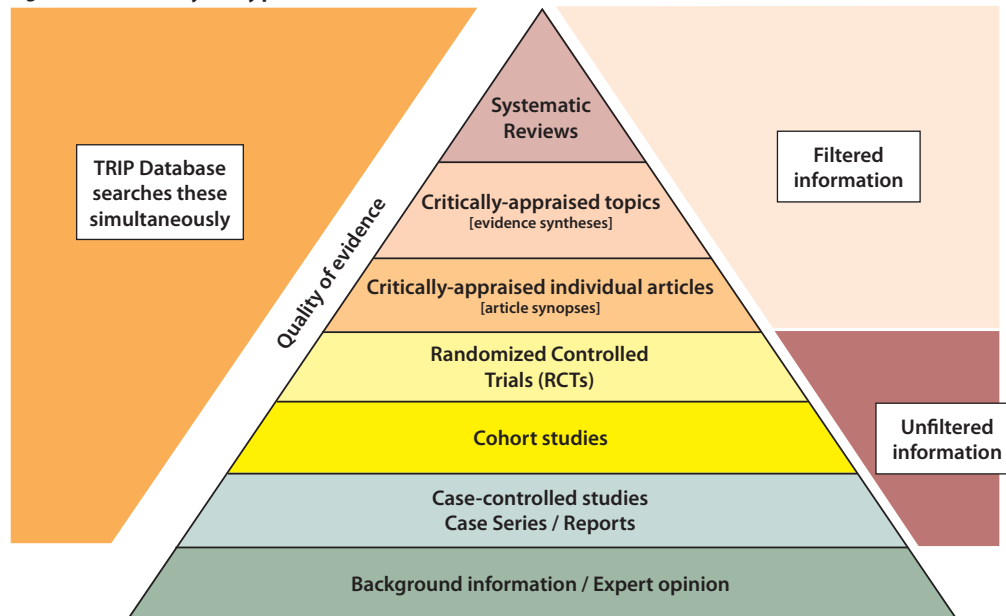 TRIP Database
searches these
simultaneously
Quality of evidence
Systematic
Reviews
Critically-appraised topics
[evidence syntheses]
Critically-appraised individual articles
[article synopses]
Randomized Controlled
Trials (RCTs)
Cohort studies
Case-controlled studies
Case Series / Reports
Background information / Expert opinion
Filtered
information
Unfiltered
information